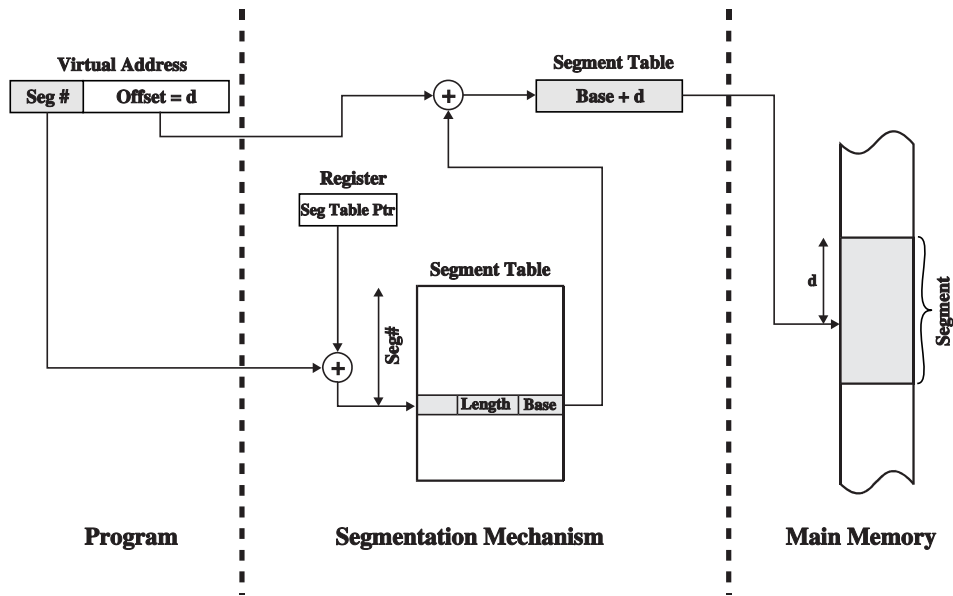 Virtual Address
Seg # Offset = d
Segment Table
Base + d
+
Register
Seg Table Ptr
Segment Table
Seg#
+
Length Base
d
Segment
Program
Segmentation Mechanism
Main Memory